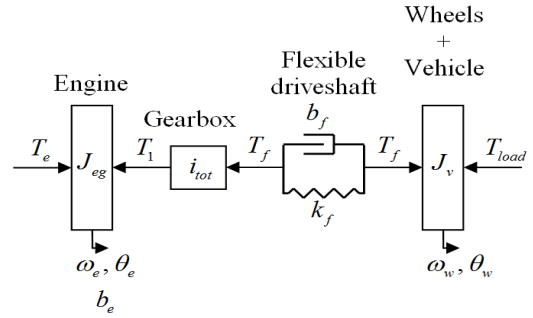 Wheels
+
Vehicle
Flexible
driveshaft
Engine
Gearbox
b_f
T_e
J_eg
T_1
i_tot
T_f
T_f
J_v
T_load
k_f
ω_e, θ_e
ω_w, θ_w
b_e